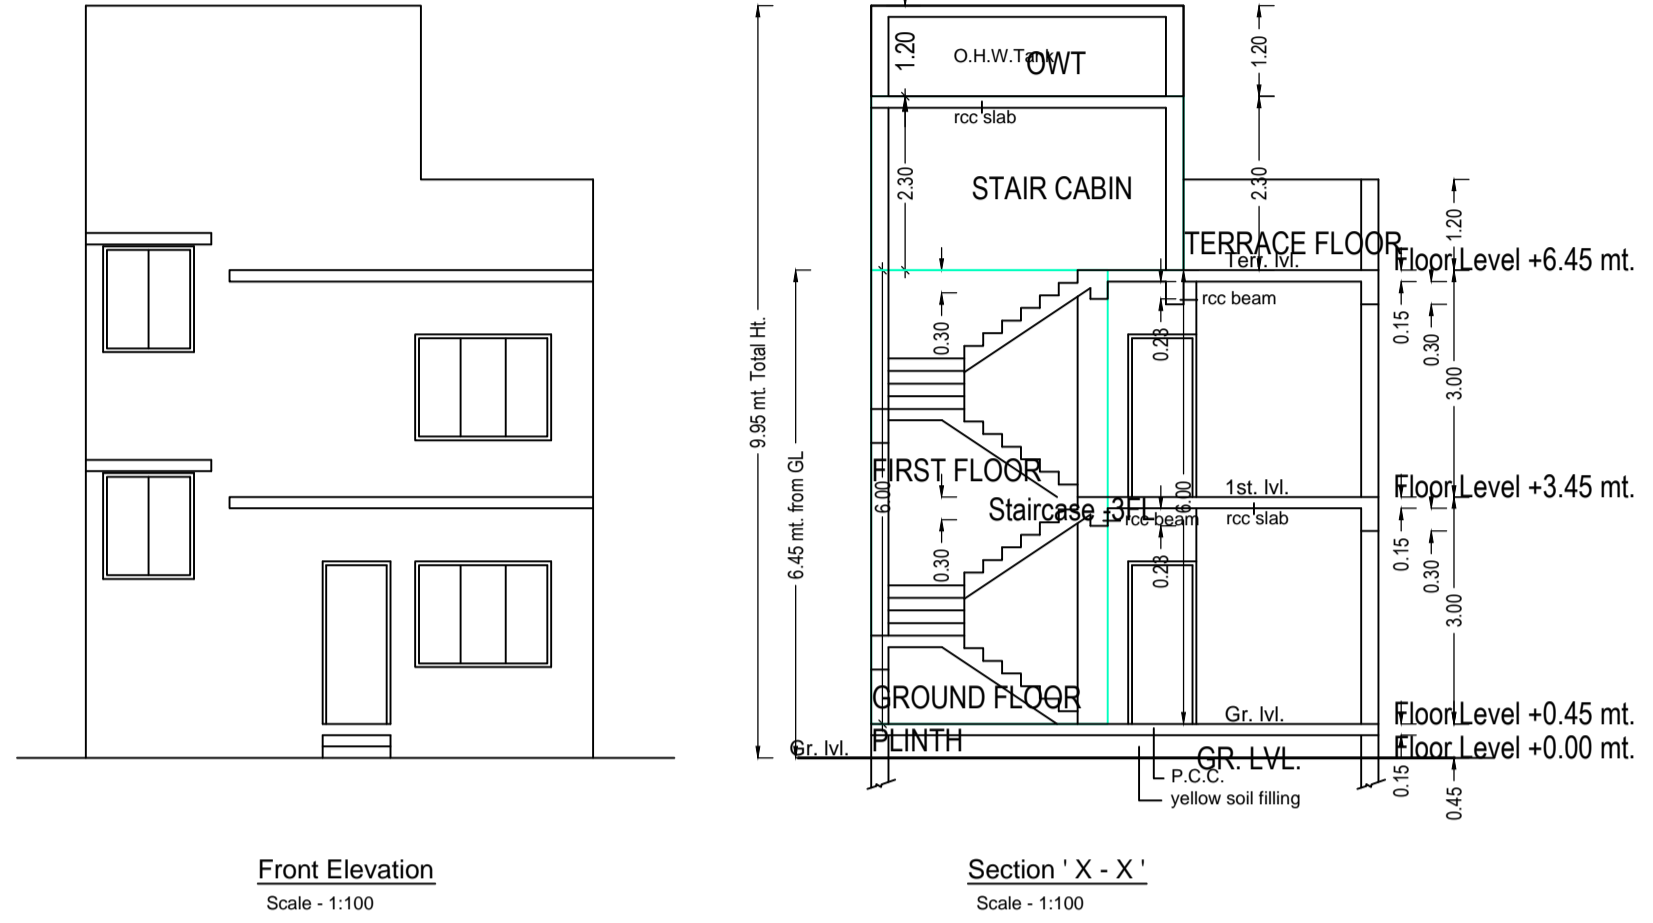 1.20
O.H.W.Tank
OWT
1.20
rcc slab
2.30
STAIR CABIN
2.30
1.20
TERRACE FLOOR
Terr. lvl.
Floor Level +6.45 mt.
rcc beam
0.30
0.23
0.15
0.30
3.00
9.95 mt. Total Ht.
6.45 mt. from GL
FIRST FLOOR
6.00
6.00
1st. lvl.
Floor Level +3.45 mt.
Staircase -3FL
rcc beam
rcc slab
0.30
0.23
0.15
0.30
3.00
GROUND FLOOR
Gr. lvl.
Floor Level +0.45 mt.
Gr. lvl.
PLINTH
GR. LVL.
Floor Level +0.00 mt.
P.C.C.
0.15
yellow soil filling
0.45
Front Elevation
Scale - 1:100
Section ' X - X '
Scale - 1:100